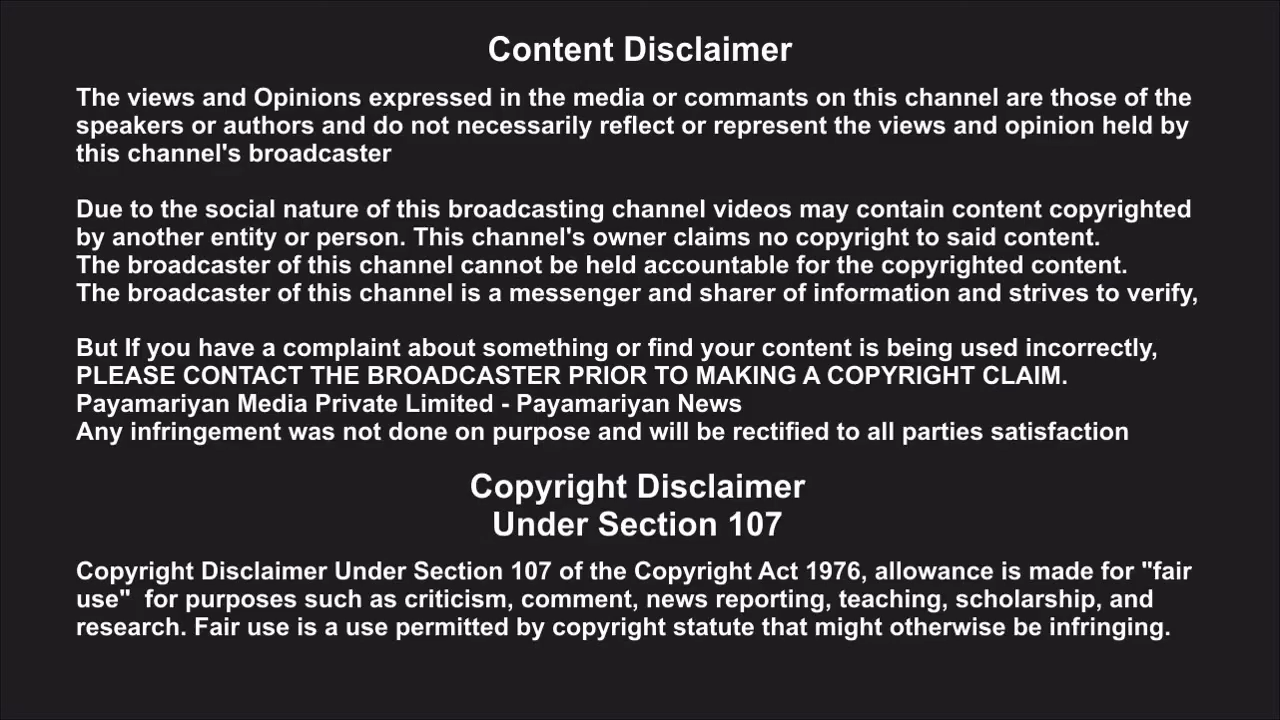 Content Disclaimer
The views and Opinions expressed in the media or commants on this channel are those of the
speakers or authors and do not necessarily reflect or represent the views and opinion held by
this channel's broadcaster
Due to the social nature of this broadcasting channel videos may contain content copyrighted
by another entity or person. This channel's owner claims no copyright to said content.
The broadcaster of this channel cannot be held accountable for the copyrighted content.
The broadcaster of this channel is a messenger and sharer of information and strives to verify,
But If you have a complaint about something or find your content is being used incorrectly,
PLEASE CONTACT THE BROADCASTER PRIOR TO MAKING A COPYRIGHT CLAIM.
Payamariyan Media Private Limited - Payamariyan News
Any infringement was not done on purpose and will be rectified to all parties satisfaction
Copyright Disclaimer
Under Section 107
Copyright Disclaimer Under Section 107 of the Copyright Act 1976, allowance is made for "fair
use"  for purposes such as criticism, comment, news reporting, teaching, scholarship, and
research. Fair use is a use permitted by copyright statute that might otherwise be infringing.